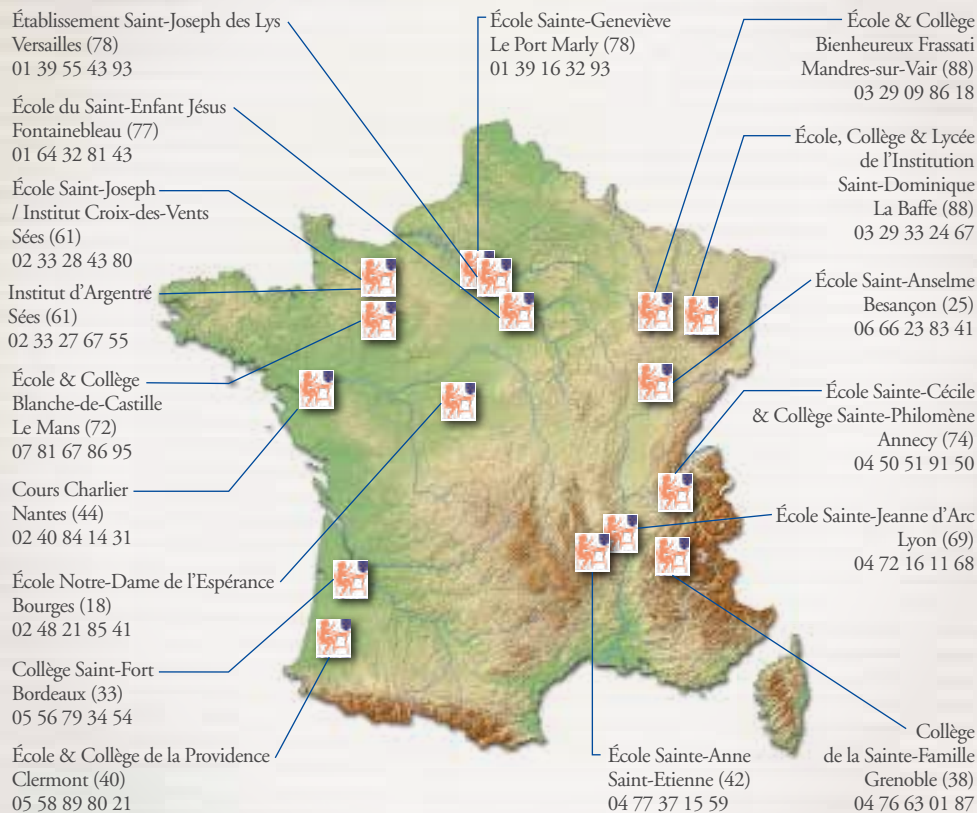 Établissement Saint-Joseph des Lys
Versailles (78)
01 39 55 43 93
École du Saint-Enfant Jésus
Fontainebleau (77)
01 64 32 81 43
École Saint-Joseph
/ Institut Croix-des-Vents
Sées (61)
02 33 28 43 80
Institut d'Argentré
Sées (61)
02 33 27 67 55
École & Collège
Blanche-de-Castille
Le Mans (72)
07 81 67 86 95
Cours Charlier
Nantes (44)
02 40 84 14 31
École Notre-Dame de l'Espérance
Bourges (18)
02 48 21 85 41
Collège Saint-Fort
Bordeaux (33)
05 56 79 34 54
École & Collège de la Providence
Clermont (40)
05 58 89 80 21
École Sainte-Geneviève
Le Port Marly (78)
01 39 16 32 93
École & Collège
Bienheureux Frassati
Mandres-sur-Vair (88)
03 29 09 86 18
École, Collège & Lycée
de l'Institution
Saint-Dominique
La Baffe (88)
03 29 33 24 67
École Saint-Anselme
Besançon (25)
06 66 23 83 41
École Sainte-Cécile
& Collège Sainte-Philomène
Annecy (74)
04 50 51 91 50
École Sainte-Jeanne d'Arc
Lyon (69)
04 72 16 11 68
École Sainte-Anne
Saint-Etienne (42)
04 77 37 15 59
Collège
de la Sainte-Famille
Grenoble (38)
04 76 63 01 87